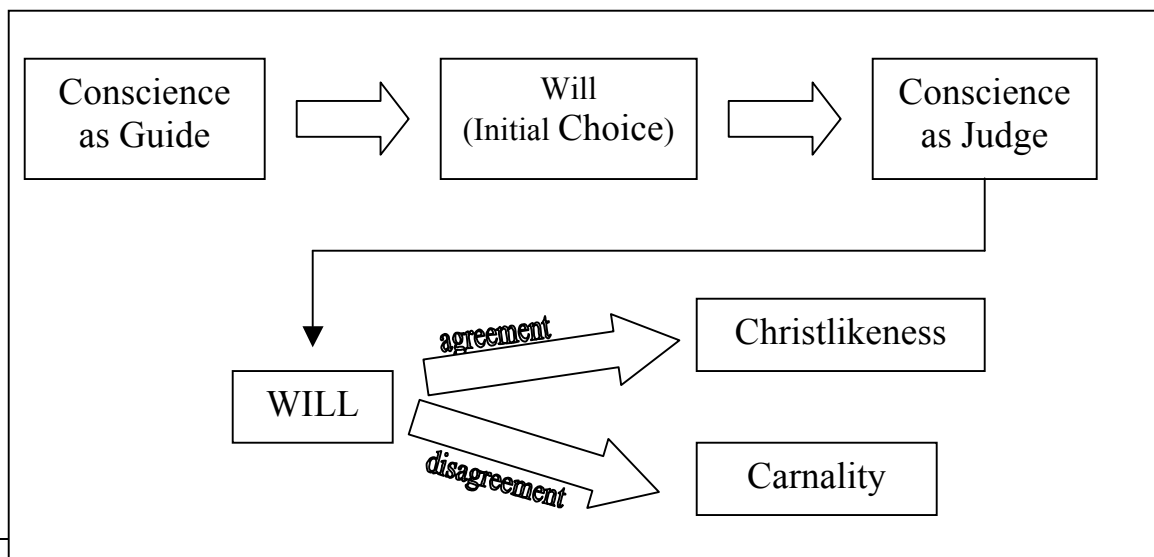 Conscience
as Guide
Will
(Initial Choice)
Conscience
as Judge
agreement
Christlikeness
WILL
disagreement
Carnality